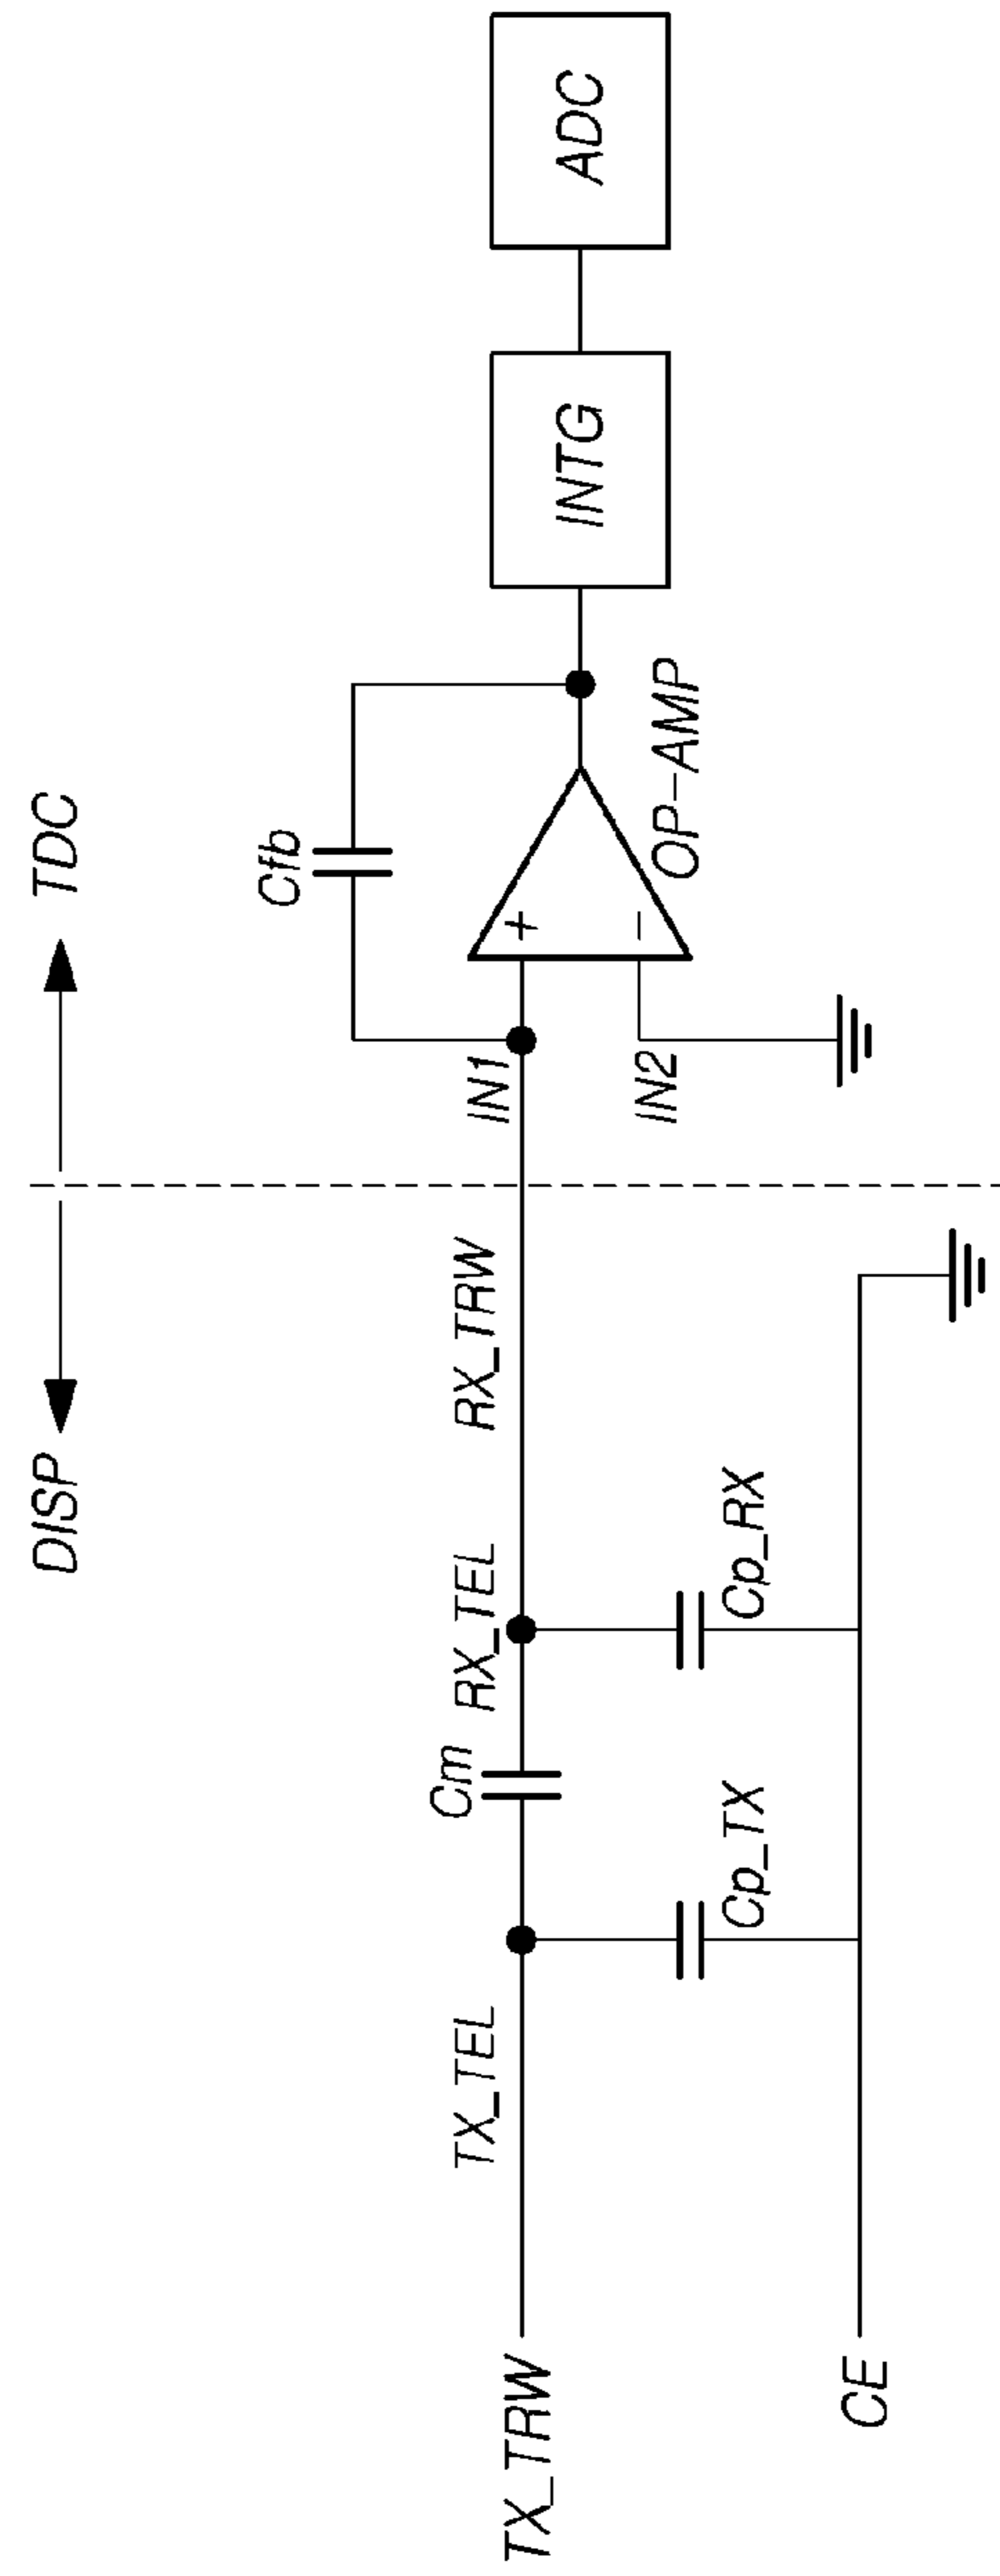 DISP
TDC
Cfb
TX_TRW
TX_TEL
Cm
RX_TEL
RX_TRW
IN1
+
−
IN2
OP-AMP
INTG
ADC
Cp_TX
Cp_RX
CE